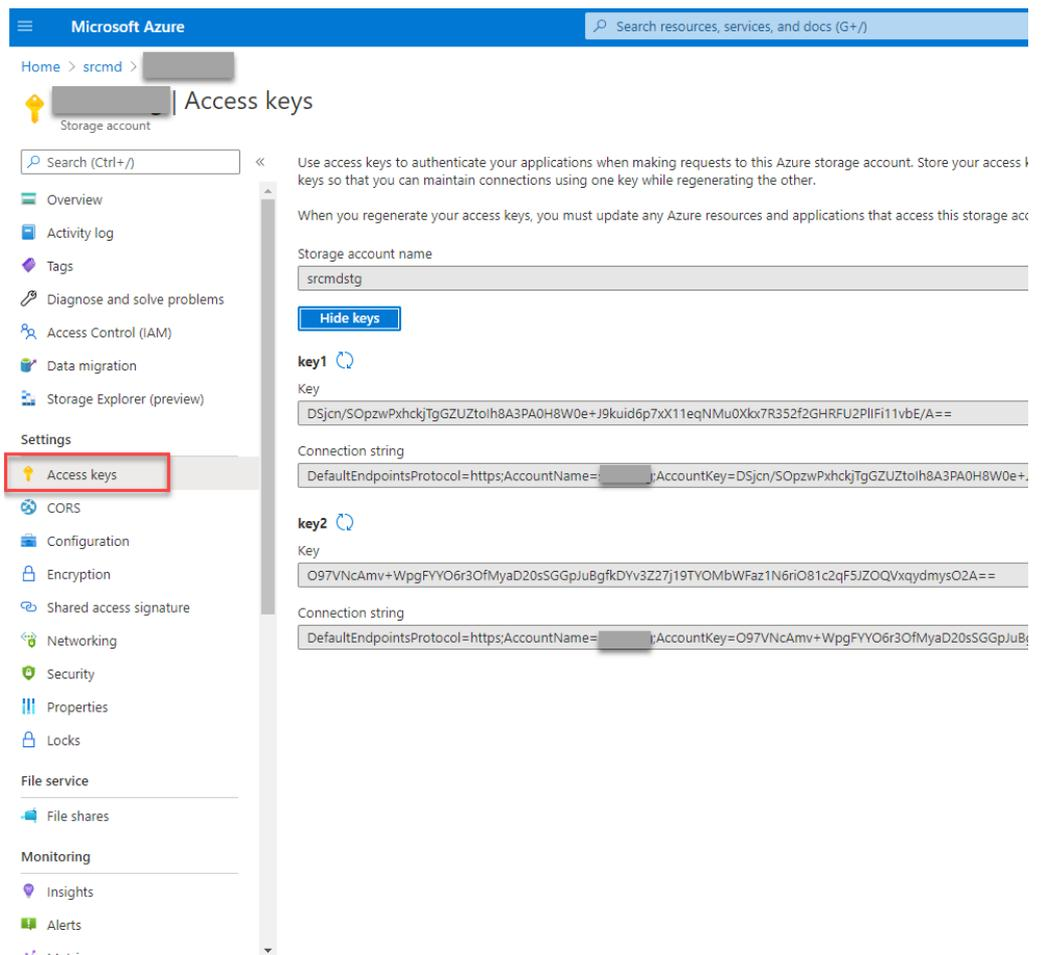 Microsoft Azure
Search resources, services, and docs (G+/)
Home > srcmd >
| Access keys
Storage account
Search (Ctrl+/)
«
Overview
Activity log
Tags
Diagnose and solve problems
Access Control (IAM)
Data migration
Storage Explorer (preview)
Settings
Access keys
CORS
Configuration
Encryption
Shared access signature
Networking
Security
Properties
Locks
File service
File shares
Monitoring
Insights
Alerts
Use access keys to authenticate your applications when making requests to this Azure storage account. Store your access
keys so that you can maintain connections using one key while regenerating the other.
When you regenerate your access keys, you must update any Azure resources and applications that access this storage
Storage account name
srcmdstg
Hide keys
key1
Key
DSjcn/SOpzwPxhckjTgGZUZtoIh8A3PA0H8W0e+J9kuid6p7xX11eqNMu0Xkx7R352f2GHRFU2PlIFi11vbE/A==
Connection string
DefaultEndpointsProtocol=https;AccountName= ;AccountKey=DSjcn/SOpzwPxhckjTgGZUZtoIh8A3PA0H8W0e+
key2
Key
O97VNcAmv+WpgFYYO6r3OfMyaD20sSGGpJuBgfkDYv3Z27j19TYOMbWFaz1N6riO81c2qF5JZOQVxqydmysO2A==
Connection string
DefaultEndpointsProtocol=https;AccountName= ;AccountKey=O97VNcAmv+WpgFYYO6r3OfMyaD20sSGGpJuB